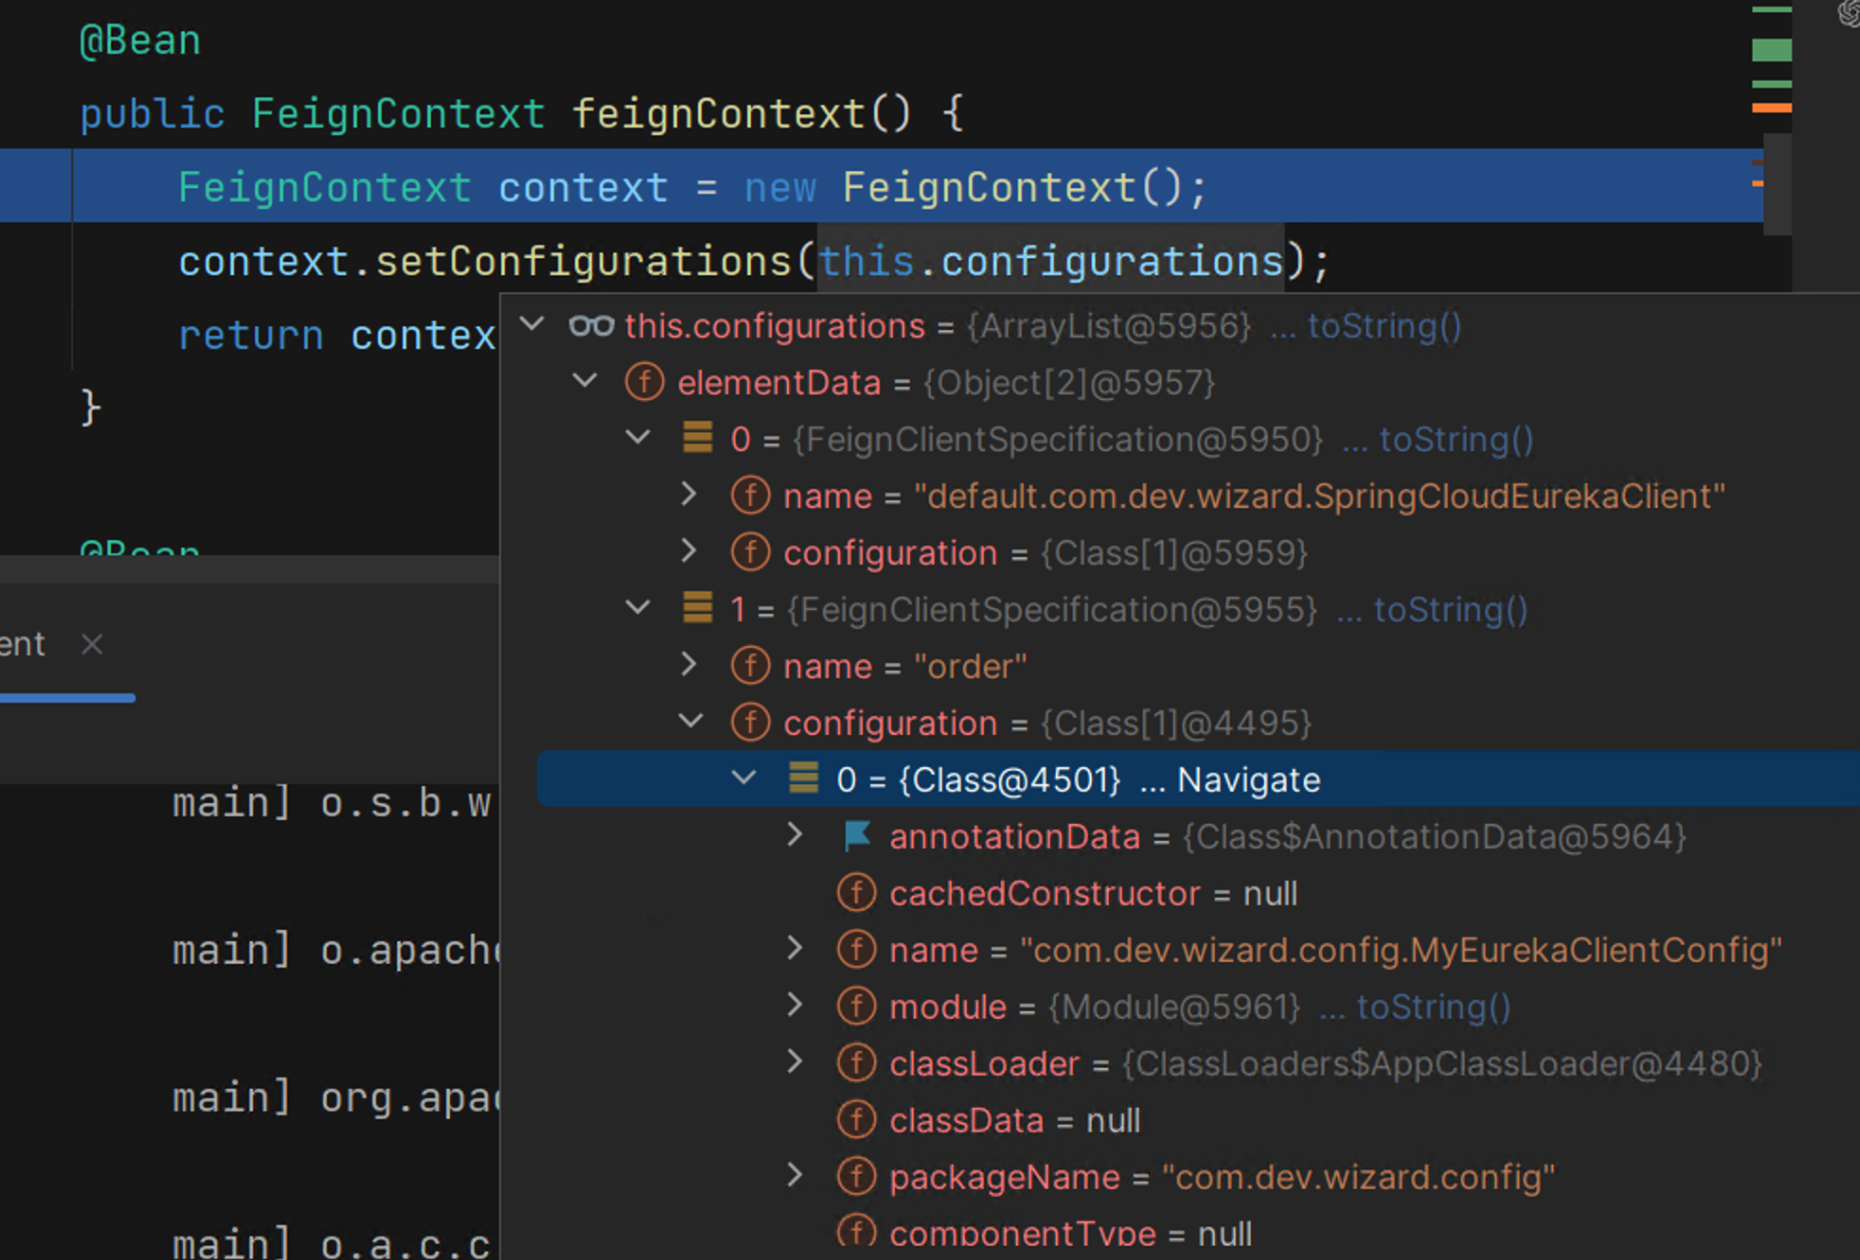 @Bean
public FeignContext feignContext() {
FeignContext context = new FeignContext();
context.setConfigurations(this.configurations);
return contex
}
@Bean
ent ×
main] o.s.b.w
main] o.apache
main] org.apac
main] o.a.c.c
this.configurations = {ArrayList@5956} ... toString()
elementData = {Object[2]@5957}
0 = {FeignClientSpecification@5950} ... toString()
name = "default.com.dev.wizard.SpringCloudEurekaClient"
configuration = {Class[1]@5959}
1 = {FeignClientSpecification@5955} ... toString()
name = "order"
configuration = {Class[1]@4495}
0 = {Class@4501} ... Navigate
annotationData = {Class$AnnotationData@5964}
cachedConstructor = null
name = "com.dev.wizard.config.MyEurekaClientConfig"
module = {Module@5961} ... toString()
classLoader = {ClassLoaders$AppClassLoader@4480}
classData = null
packageName = "com.dev.wizard.config"
componentType = null